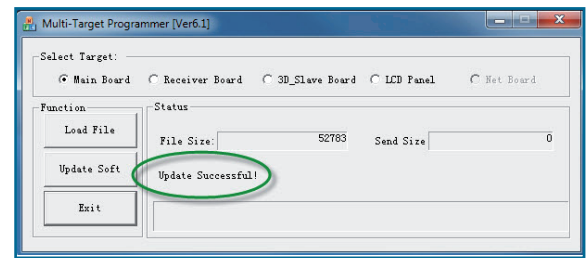 Multi-Target Programmer [Ver6.1]
Select Target:
Main Board Receiver Board 3D_Slave Board LCD Panel Net Board
Function
Status
Load File
File Size: 52783 Send Size 0
Update Soft
Update Successful!
Exit